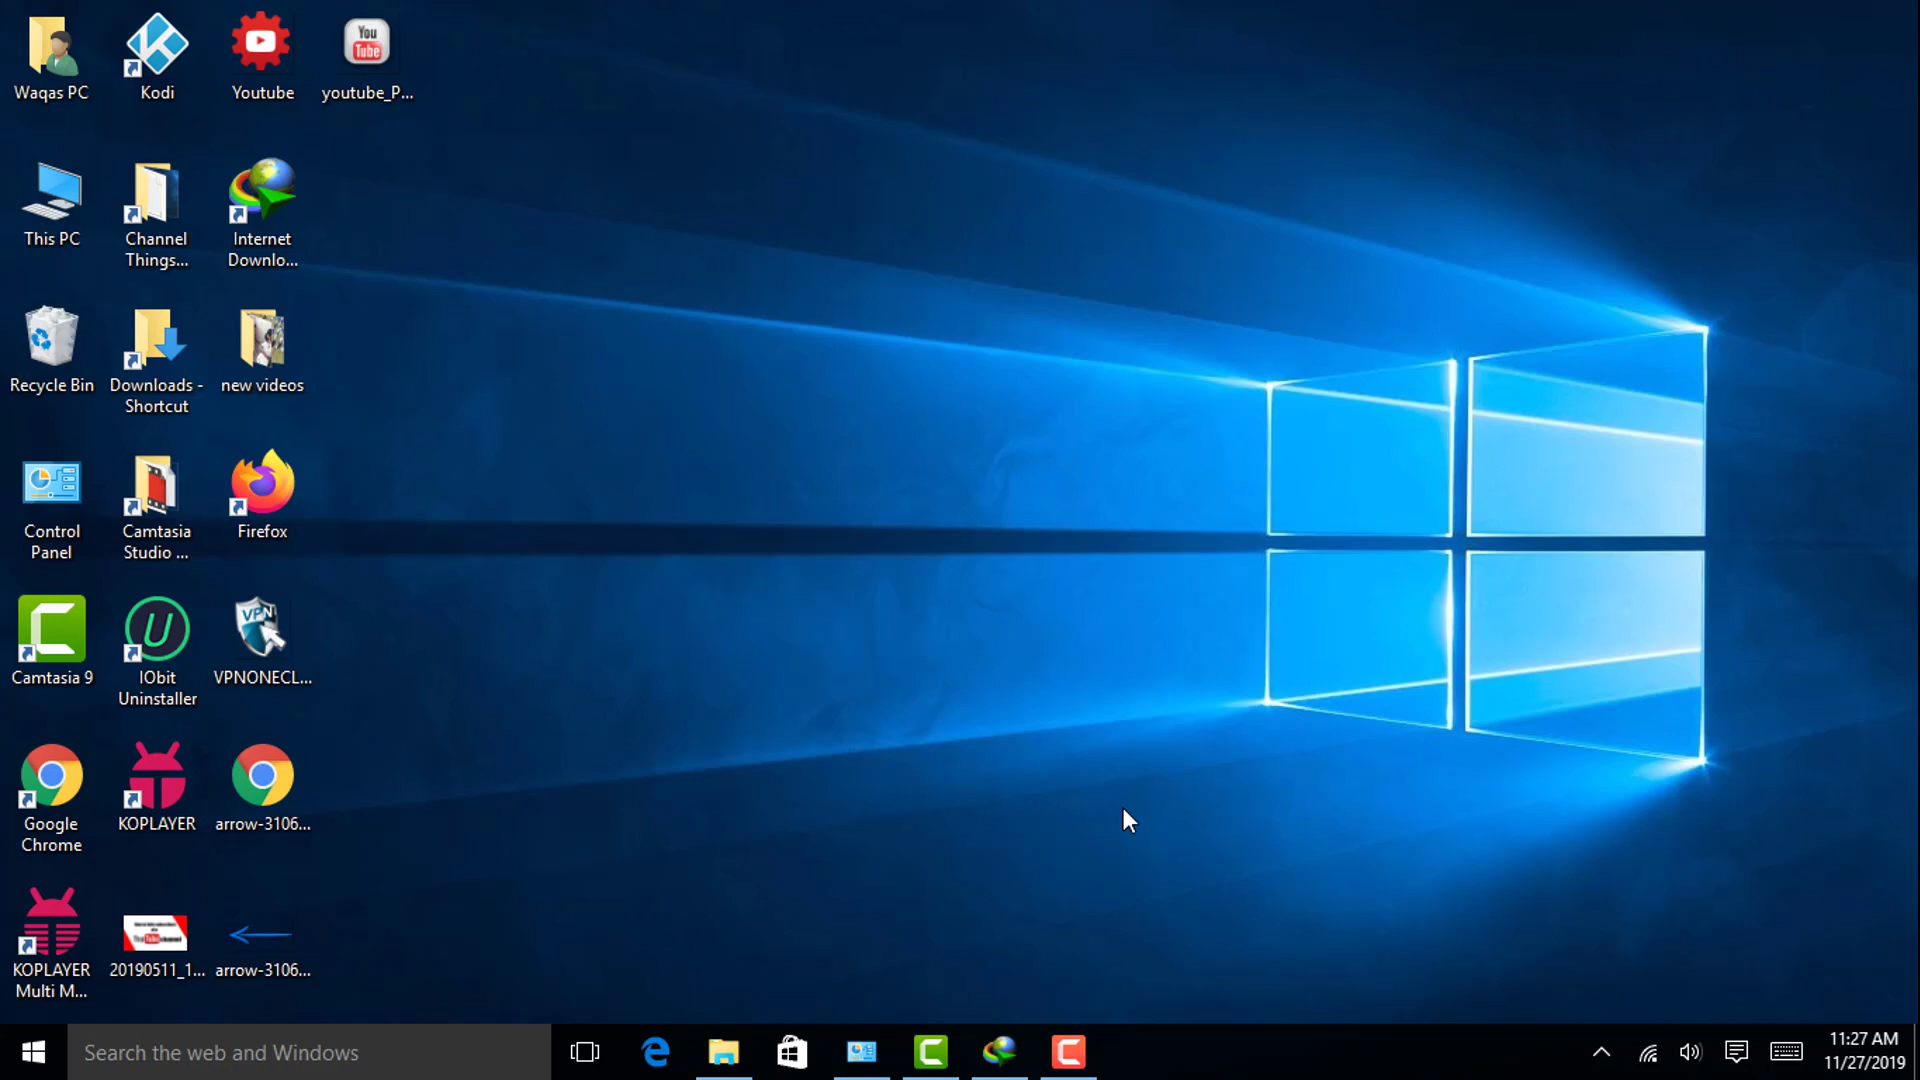 Waqas PC
Kodi
Youtube
You
Tube
youtube_P...
This PC
Channel
Things...
Internet
Downlo...
Recycle Bin
Downloads -
Shortcut
new videos
Control
Panel
Camtasia
Studio ...
Firefox
Camtasia 9
IObit
Uninstaller
VPN
VPNONECL...
Google
Chrome
KOPLAYER
arrow-3106...
KOPLAYER
Multi M...
20190511_1...
arrow-3106...
Search the web and Windows
11:27 AM
11/27/2019